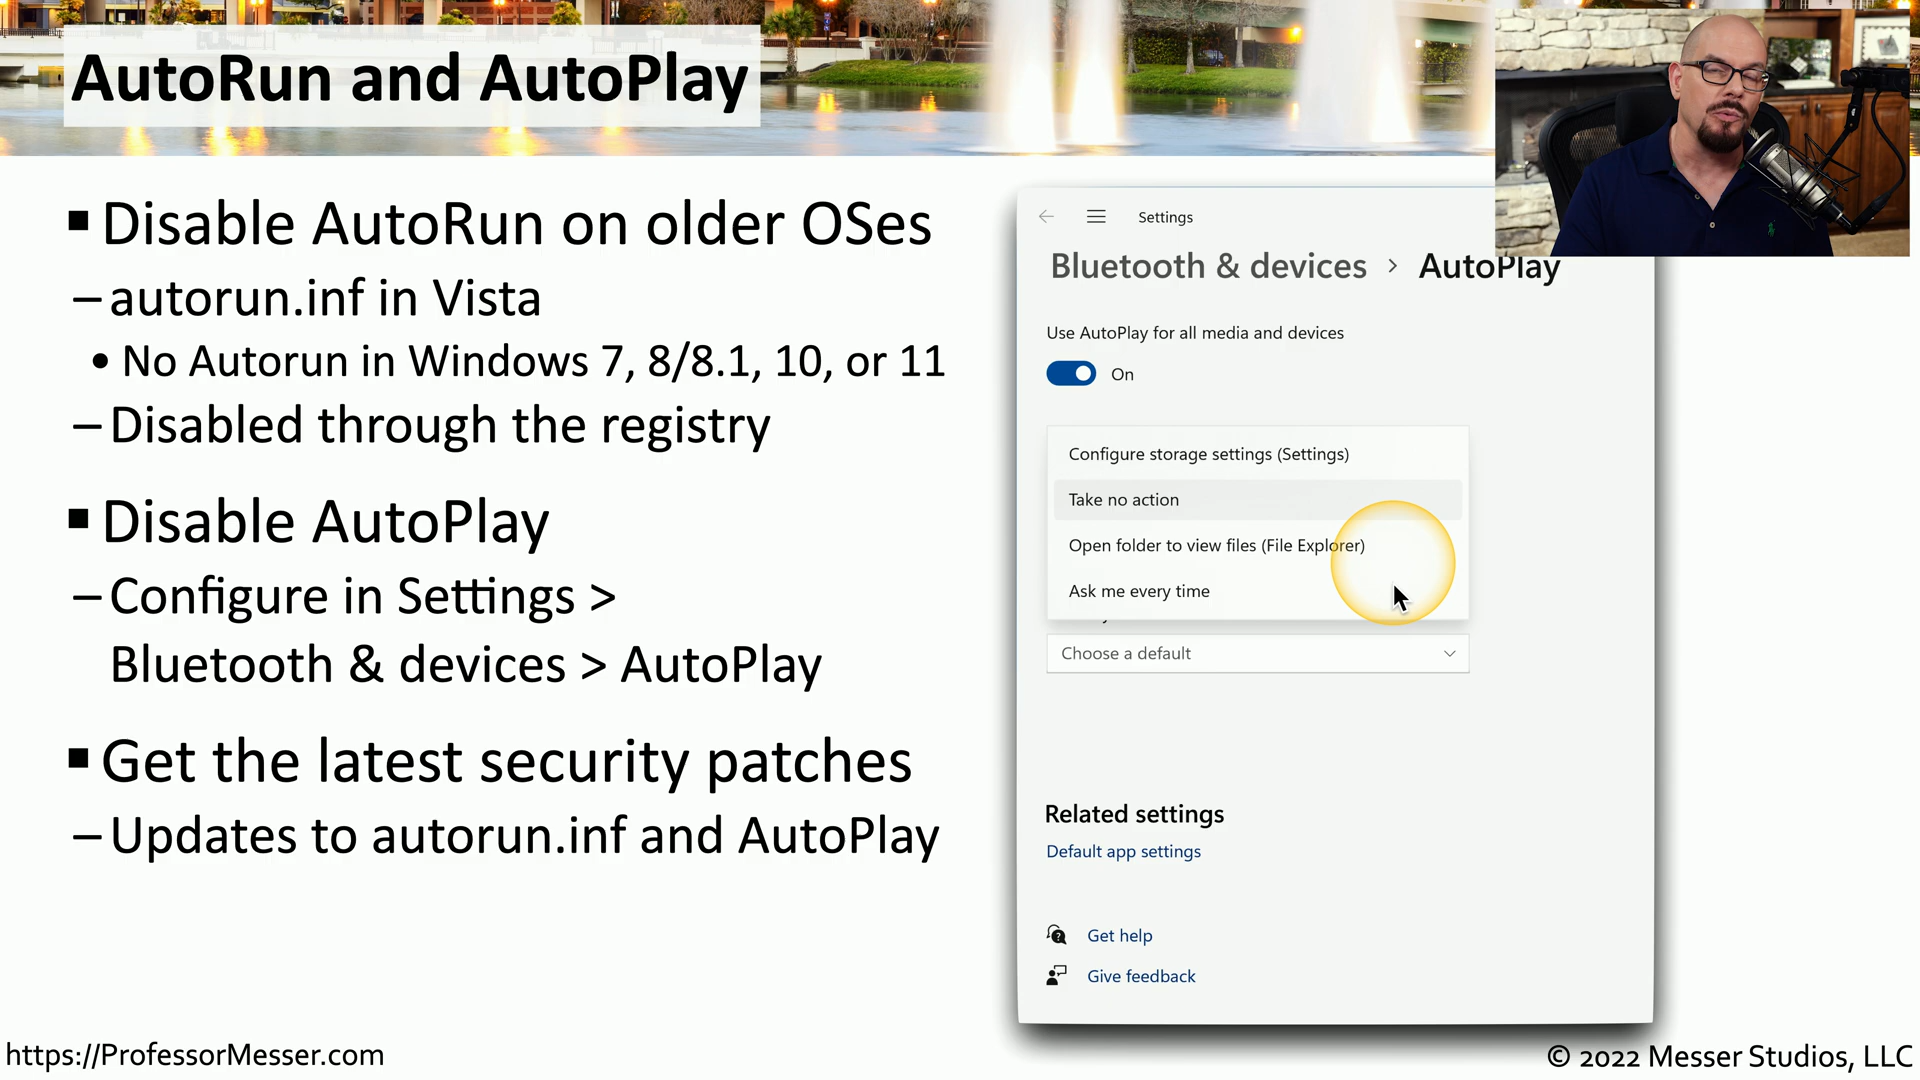 AutoRun and AutoPlay
▪ Disable AutoRun on older OSes
– autorun.inf in Vista
• No Autorun in Windows 7, 8/8.1, 10, or 11
– Disabled through the registry
▪ Disable AutoPlay
– Configure in Settings >
Bluetooth & devices > AutoPlay
▪ Get the latest security patches
– Updates to autorun.inf and AutoPlay
Settings
Bluetooth & devices > AutoPlay
Use AutoPlay for all media and devices
On
Configure storage settings (Settings)
Take no action
Open folder to view files (File Explorer)
Ask me every time
Choose a default
Related settings
Default app settings
Get help
Give feedback
https://ProfessorMesser.com
© 2022 Messer Studios, LLC